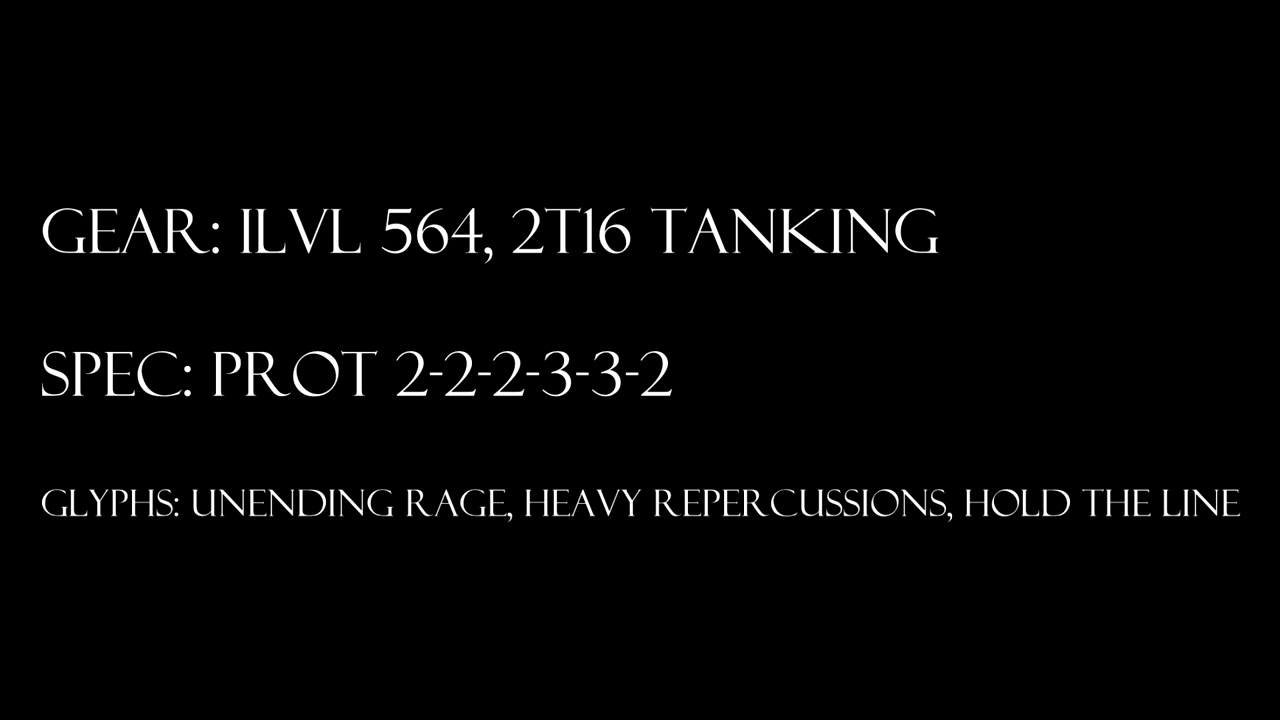 GEAR: ILVL 564, 2T16 TANKING
SPEC: PROT 2-2-2-3-3-2
GLYPHS: UNENDING RAGE, HEAVY REPERCUSSIONS, HOLD THE LINE